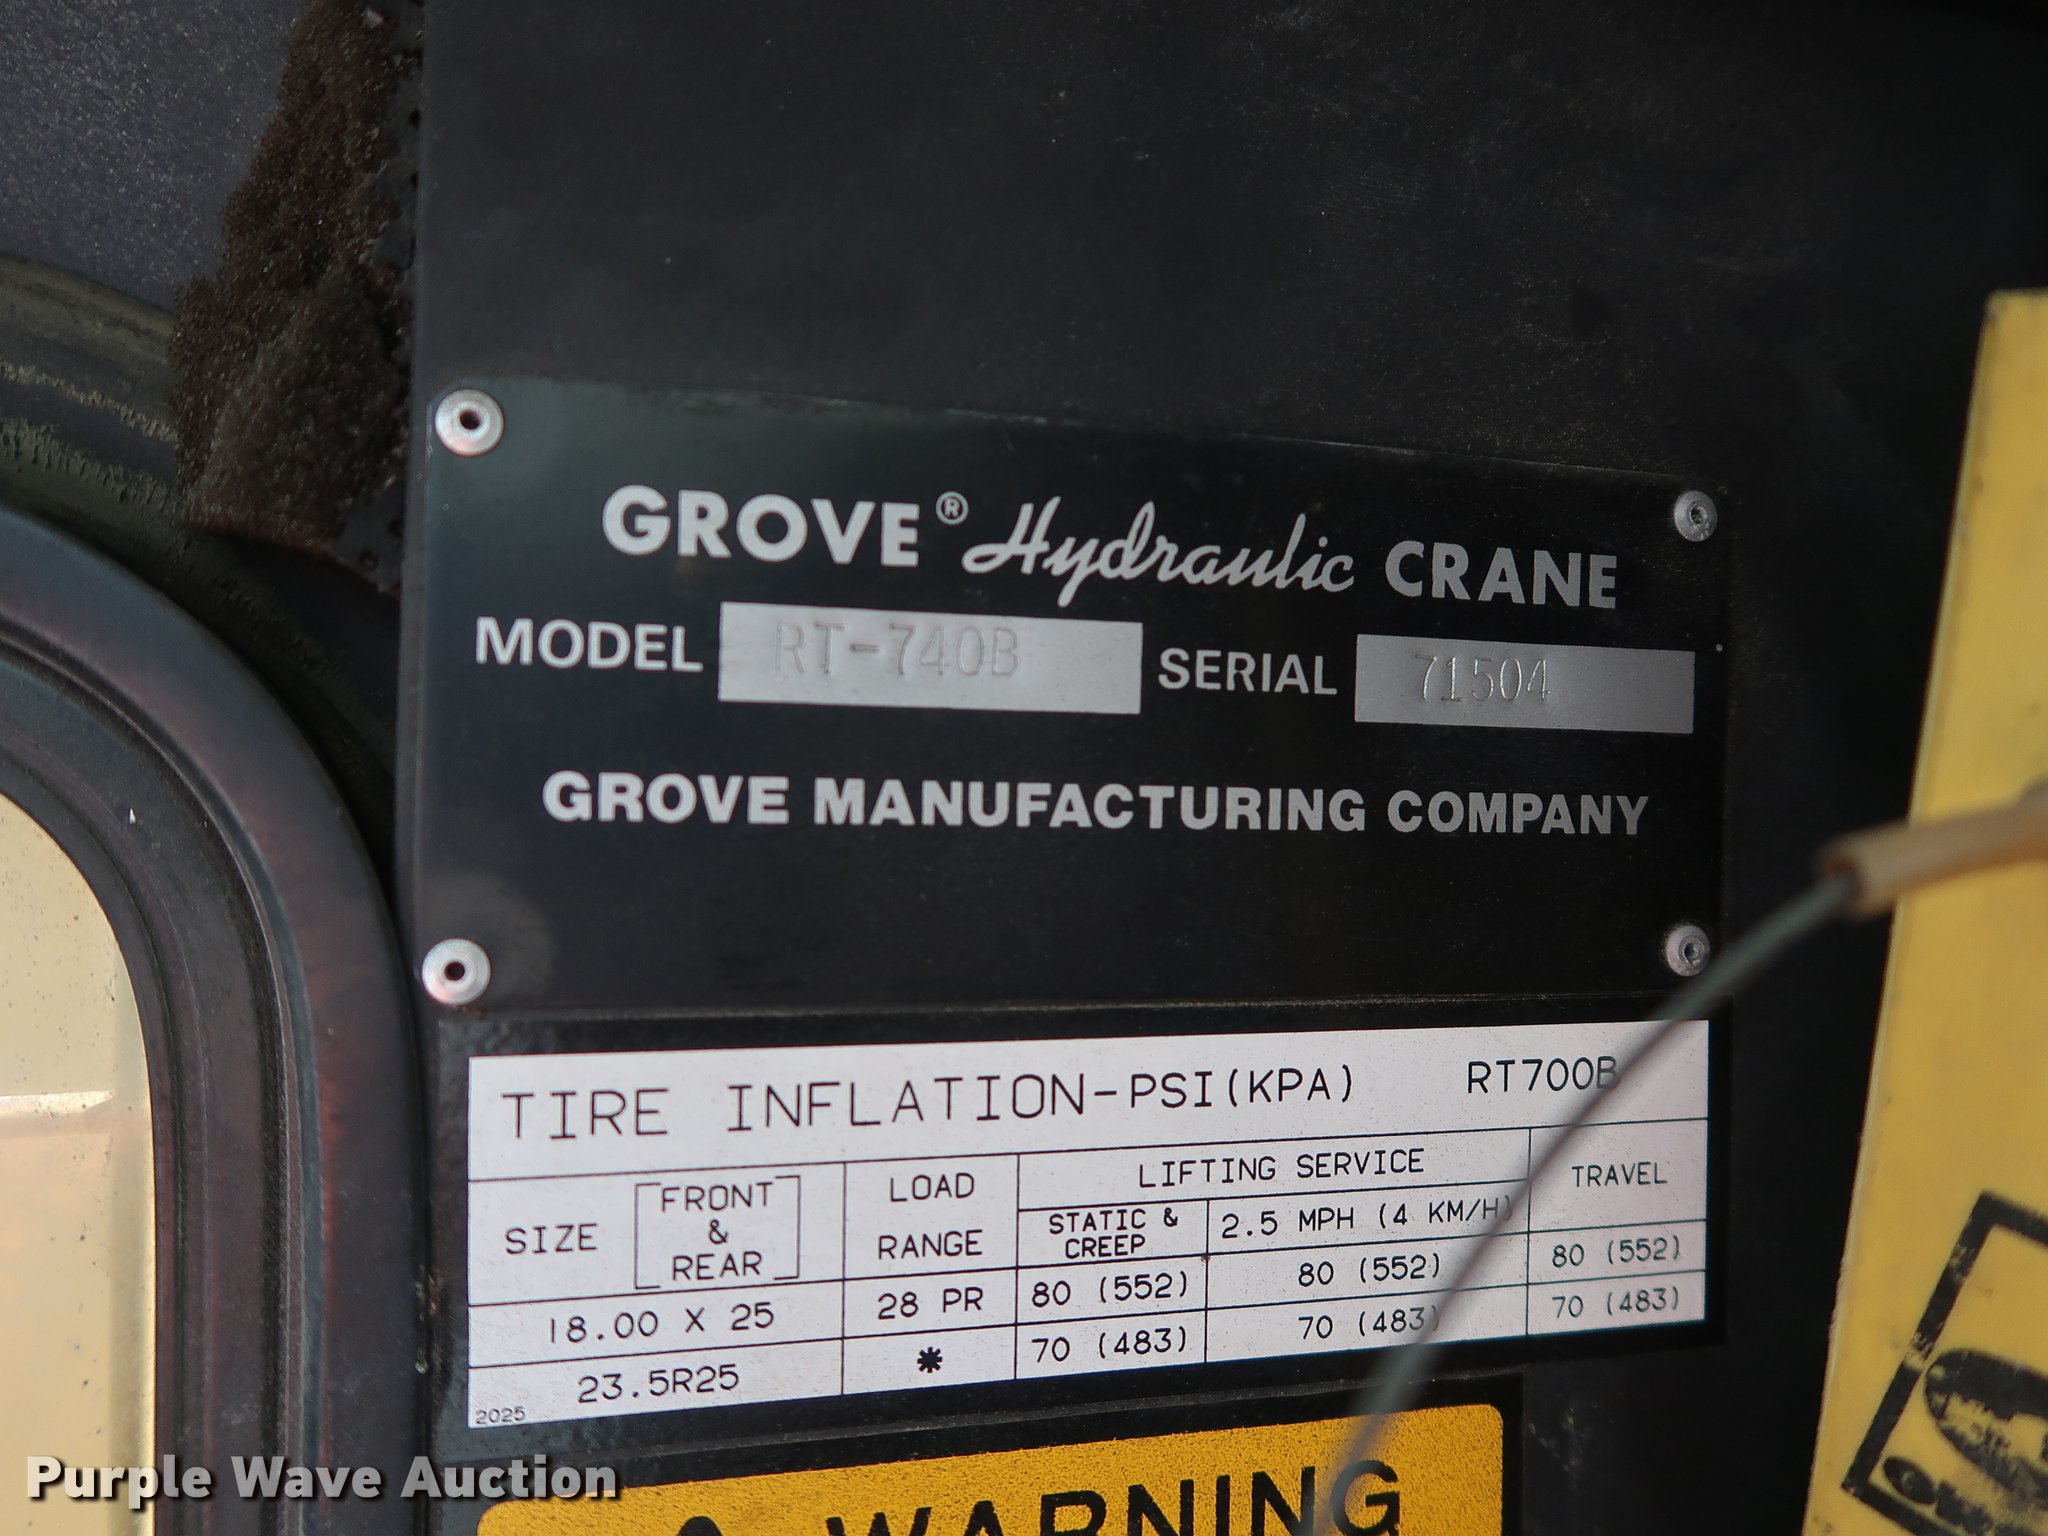 GROVE® Hydraulic CRANE
MODEL RT-740B SERIAL 71504
GROVE MANUFACTURING COMPANY
TIRE INFLATION-PSI(KPA) RT700B
SIZE FRONT & REAR LOAD RANGE LIFTING SERVICE TRAVEL
STATIC & CREEP 2.5 MPH (4 KM/H)
18.00 X 25 28 PR 80 (552) 80 (552) 80 (552)
23.5R25 * 70 (483) 70 (483) 70 (483)
2025
WARNING
Purple Wave Auction